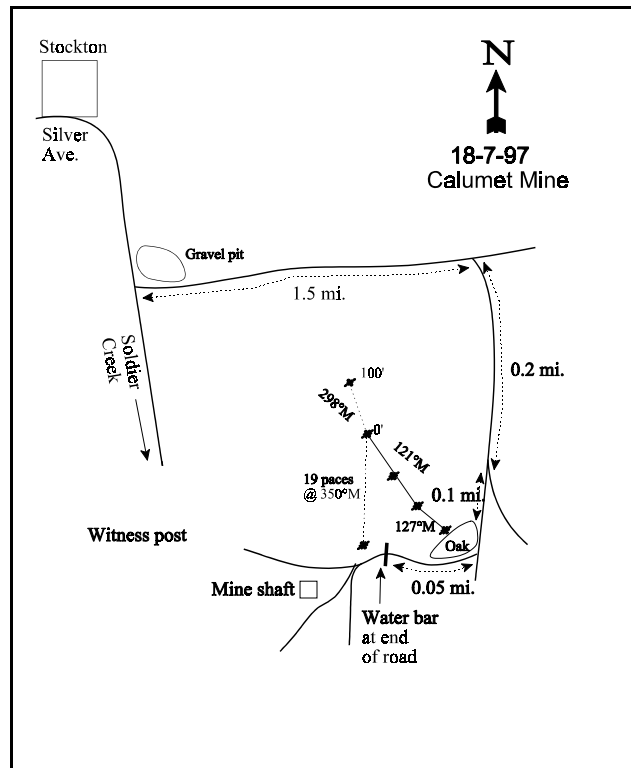 Stockton
N
Silver
Ave.
18-7-97
Calumet Mine
Gravel pit
1.5 mi.
Soldier
Creek
0.2 mi.
100'
298°M
0'
121°M
19 paces
@ 350°M
0.1 mi.
127°M
Witness post
Oak
Mine shaft
0.05 mi.
Water bar
at end
of road